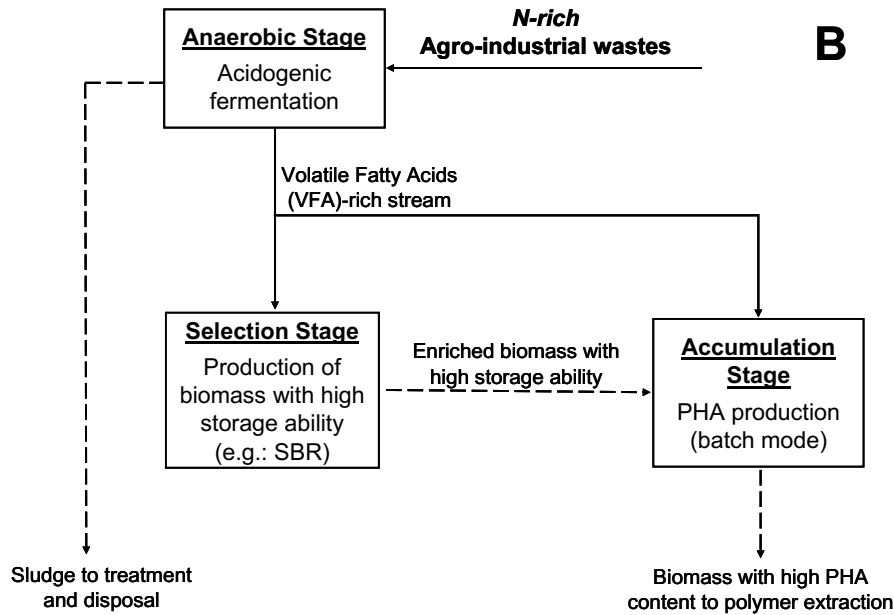 N-rich
Agro-industrial wastes
B
Anaerobic Stage
Acidogenic
fermentation
Volatile Fatty Acids
(VFA)-rich stream
Selection Stage
Production of
biomass with high
storage ability
(e.g.: SBR)
Enriched biomass with
high storage ability
Accumulation
Stage
PHA production
(batch mode)
Sludge to treatment
and disposal
Biomass with high PHA
content to polymer extraction